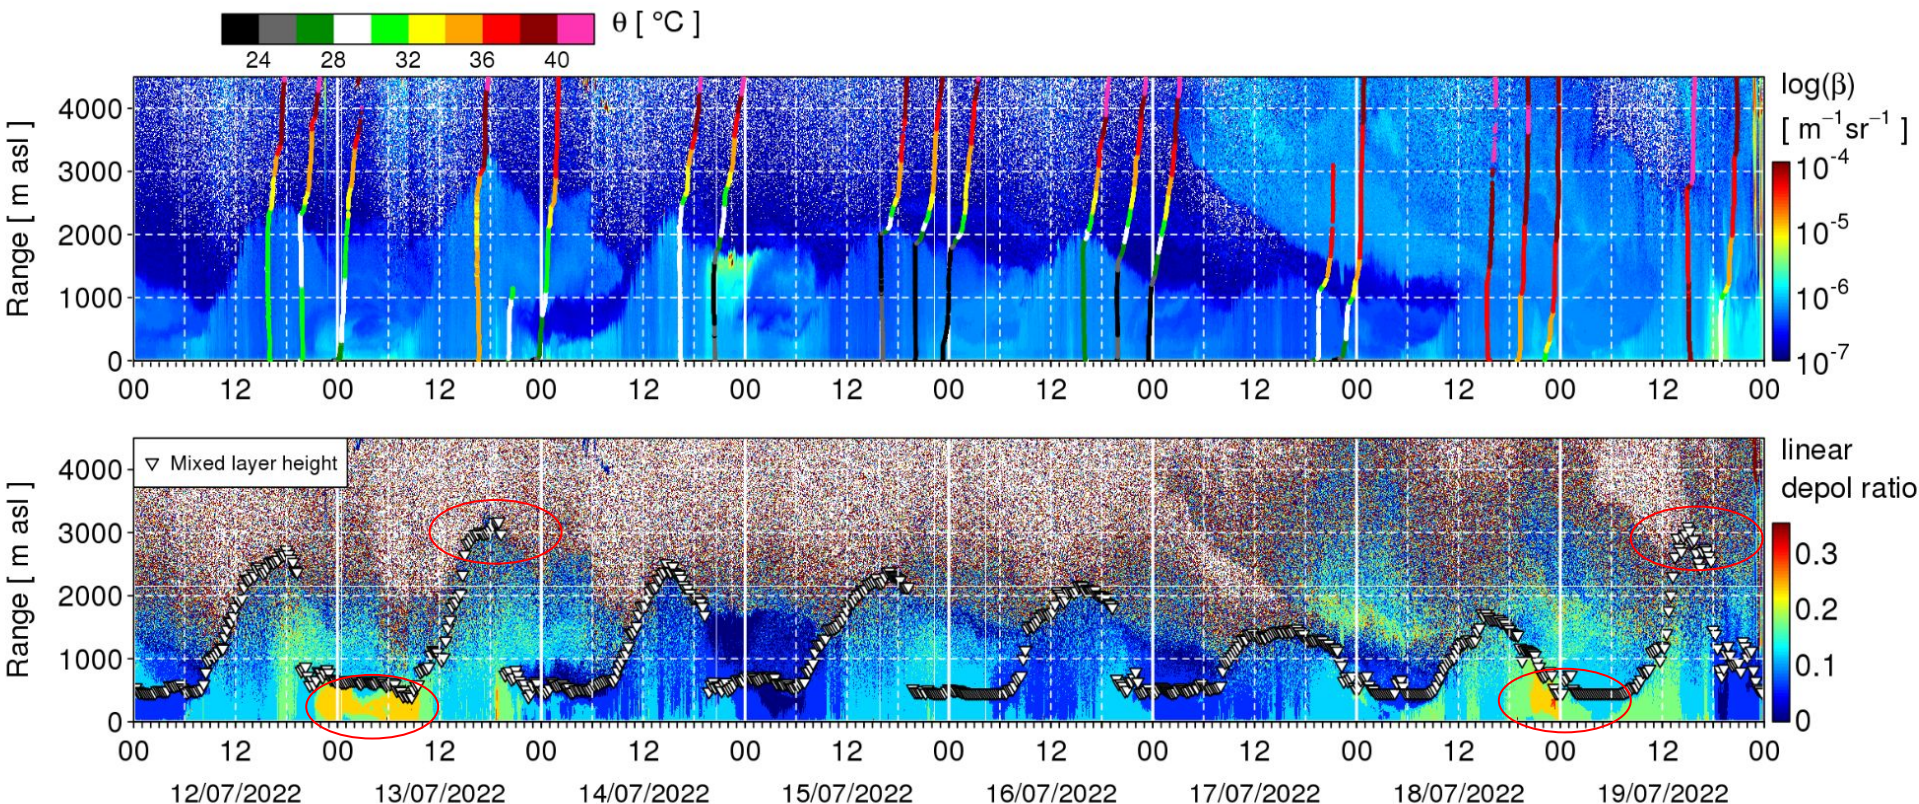 θ [ °C ]
24 28 32 36 40
log(β)
[ m⁻¹sr⁻¹ ]
Range [ m asl ]
4000
3000
2000
1000
0
10⁻⁴
10⁻⁵
10⁻⁶
10⁻⁷
00 12 00 12 00 12 00 12 00 12 00 12 00 12 00 12 00
▽ Mixed layer height
linear
depol ratio
Range [ m asl ]
4000
3000
2000
1000
0
0.3
0.2
0.1
0
00 12 00 12 00 12 00 12 00 12 00 12 00 12 00 12 00
12/07/2022 13/07/2022 14/07/2022 15/07/2022 16/07/2022 17/07/2022 18/07/2022 19/07/2022